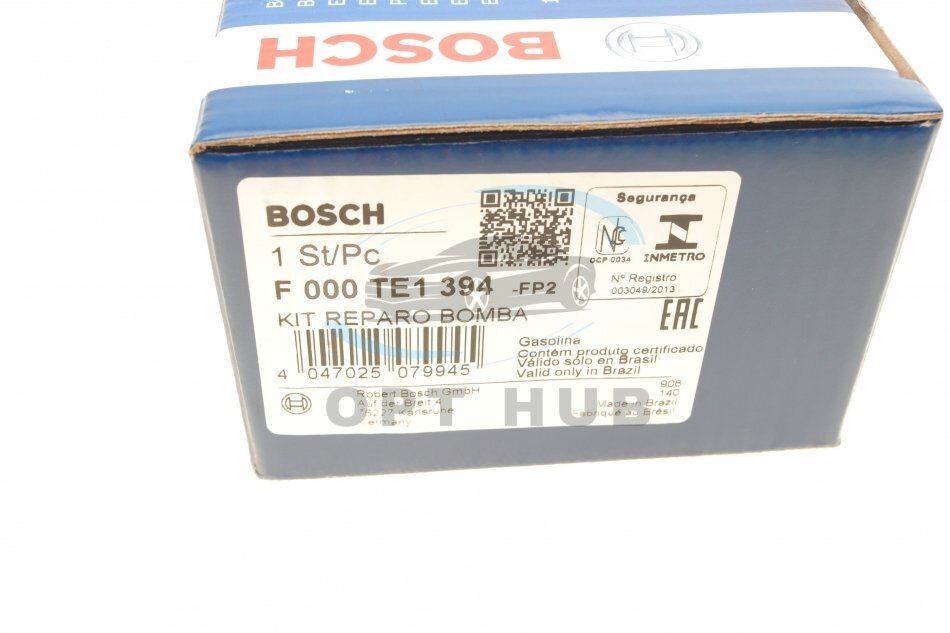 BOSCH
BOSCH
1 St/Pc
F 000 TE1 394 -FP2
KIT REPARO BOMBA
4 047025 079945
Robert Bosch GmbH
Auf der Breit 4
76227 Karlsruhe
Germany
Segurança
OCP 0034 INMETRO
Nº Registro
003049/2013
EAC
Gasolina
Contém produto certificado
Válido solo en Brasil
Valid only in Brazil
908
140
Made in Brazil
Fabriqué au Brésil
OPT HUB